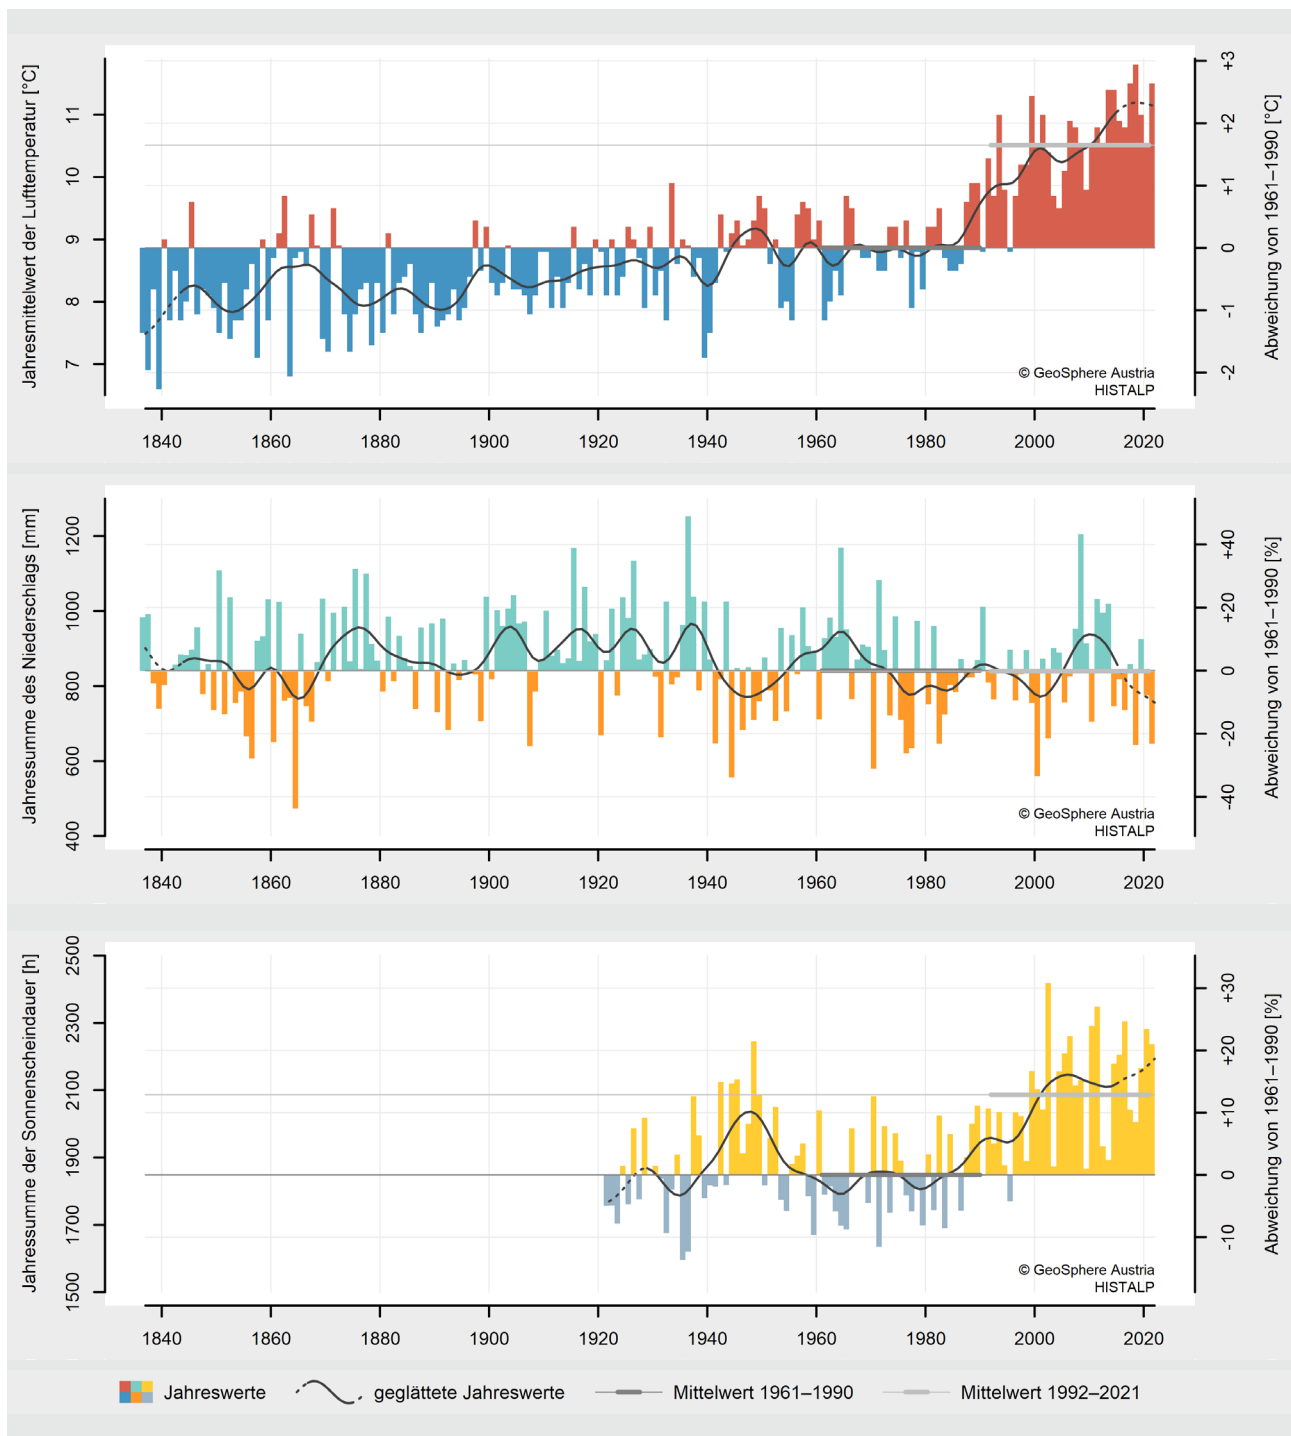 Jahresmittelwert der Lufttemperatur [°C]
11
10
9
8
7
+3
+2
+1
0
-1
-2
Abweichung von 1961–1990 [°C]
© GeoSphere Austria
HISTALP
1840 1860 1880 1900 1920 1940 1960 1980 2000 2020
Jahressumme des Niederschlags [mm]
1200
1000
800
600
400
+40
+20
0
-20
-40
Abweichung von 1961–1990 [%]
© GeoSphere Austria
HISTALP
1840 1860 1880 1900 1920 1940 1960 1980 2000 2020
Jahressumme der Sonnenscheindauer [h]
2500
2300
2100
1900
1700
1500
+30
+20
+10
0
-10
Abweichung von 1961–1990 [%]
© GeoSphere Austria
HISTALP
1840 1860 1880 1900 1920 1940 1960 1980 2000 2020
Jahreswerte geglättete Jahreswerte Mittelwert 1961–1990 Mittelwert 1992–2021